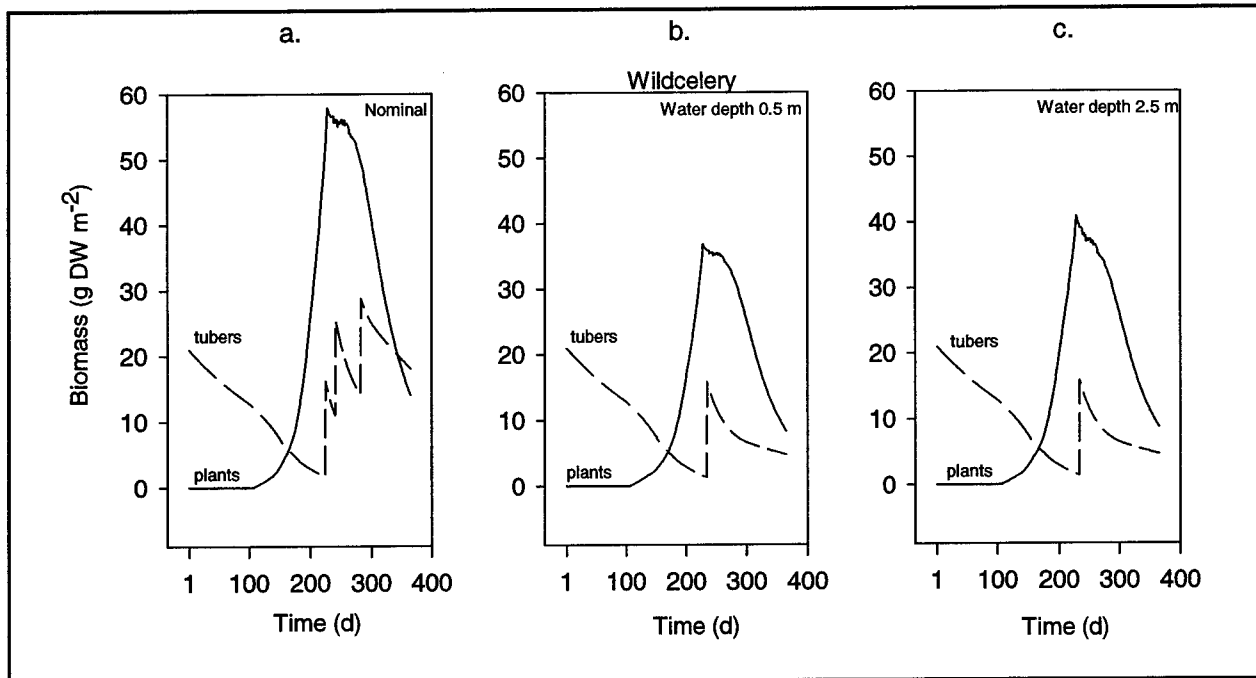 a. b. c.
Wildcelery
Nominal
Water depth 0.5 m
Water depth 2.5 m
Biomass (g DW m-2)
60
50
40
30
20
10
0
tubers
plants
1 100 200 300 400
Time (d)
60
50
40
30
20
10
0
tubers
plants
1 100 200 300 400
Time (d)
60
50
40
30
20
10
0
tubers
plants
1 100 200 300 400
Time (d)